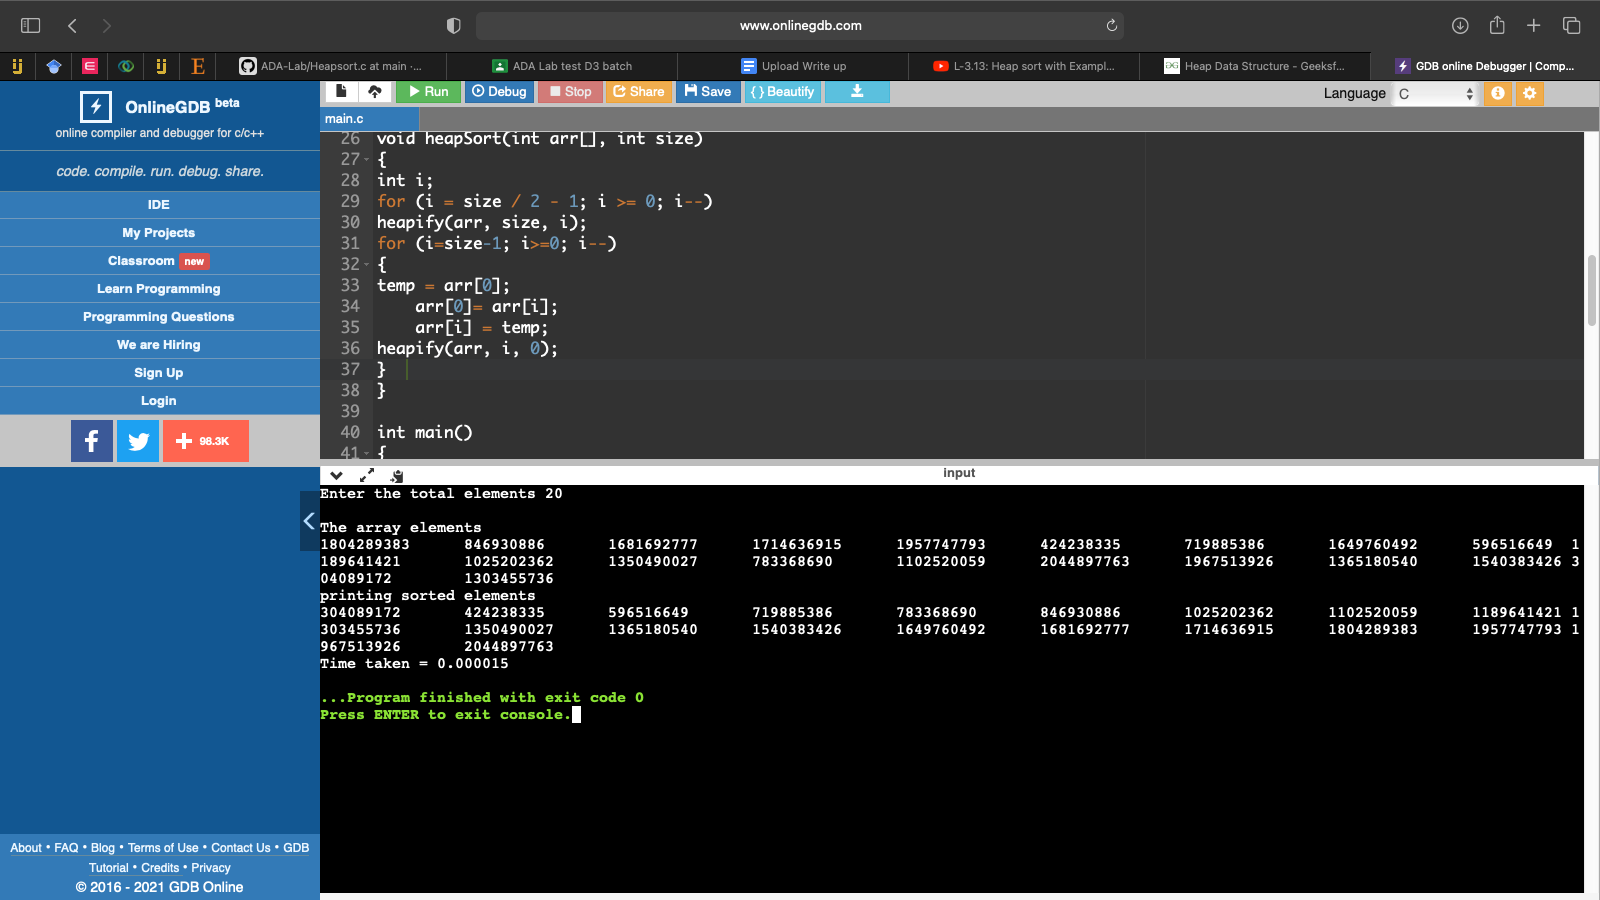 www.onlinegdb.com
ADA-Lab/Heapsort.c at main ·...
ADA Lab test D3 batch
Upload Write up
L-3.13: Heap sort with Exampl...
Heap Data Structure - Geeksf...
GDB online Debugger | Comp...
OnlineGDB beta
online compiler and debugger for c/c++
code. compile. run. debug. share.
IDE
My Projects
Classroom new
Learn Programming
Programming Questions
We are Hiring
Sign Up
Login
98.3K
About • FAQ • Blog • Terms of Use • Contact Us • GDB
Tutorial • Credits • Privacy
© 2016 - 2021 GDB Online
Run Debug Stop Share Save { } Beautify
Language C
main.c
26 void heapSort(int arr[], int size)
27 {
28 int i;
29 for (i = size / 2 - 1; i >= 0; i--)
30 heapify(arr, size, i);
31 for (i=size-1; i>=0; i--)
32 {
33 temp = arr[0];
34 arr[0]= arr[i];
35 arr[i] = temp;
36 heapify(arr, i, 0);
37 }
38 }
39
40 int main()
41 {
input
Enter the total elements 20
The array elements
1804289383 846930886 1681692777 1714636915 1957747793 424238335 719885386 1649760492 596516649 1
189641421 1025202362 1350490027 783368690 1102520059 2044897763 1967513926 1365180540 1540383426 3
04089172 1303455736
printing sorted elements
304089172 424238335 596516649 719885386 783368690 846930886 1025202362 1102520059 1189641421 1
303455736 1350490027 1365180540 1540383426 1649760492 1681692777 1714636915 1804289383 1957747793 1
967513926 2044897763
Time taken = 0.000015
...Program finished with exit code 0
Press ENTER to exit console.